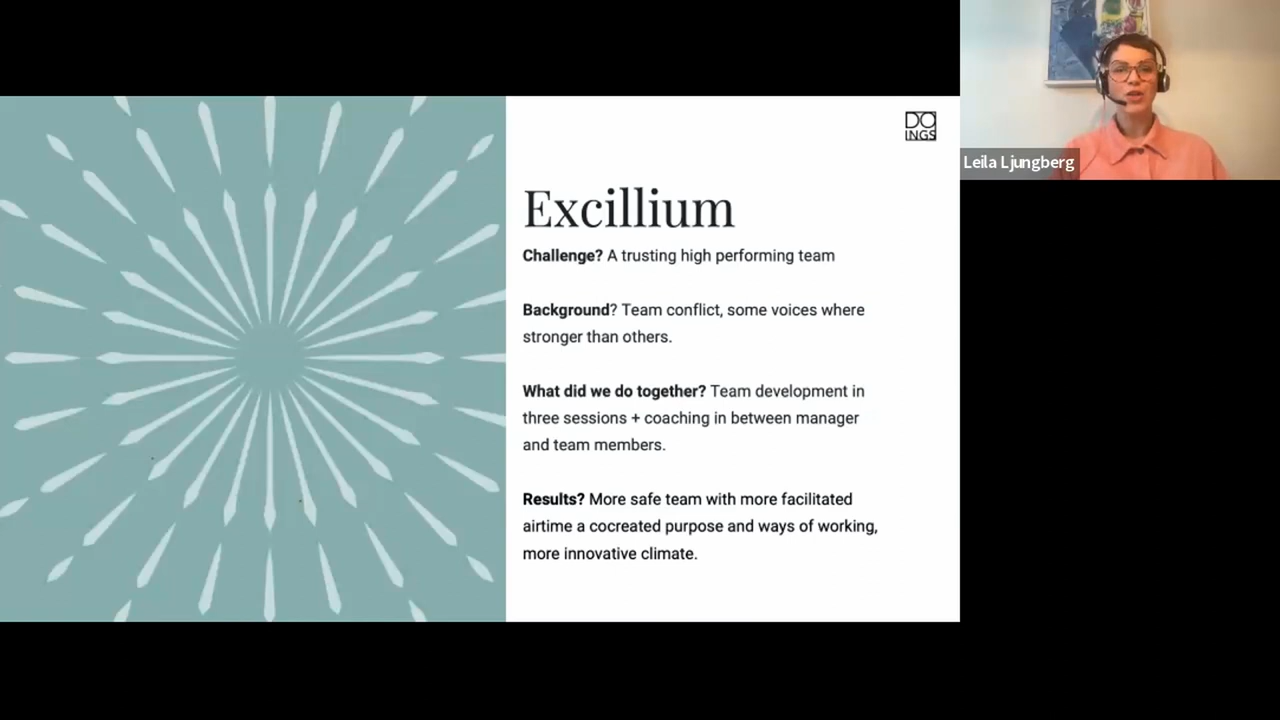 DO
INGS
Leila Ljungberg
Excillium
Challenge? A trusting high performing team
Background? Team conflict, some voices where
stronger than others.
What did we do together? Team development in
three sessions + coaching in between manager
and team members.
Results? More safe team with more facilitated
airtime a cocreated purpose and ways of working,
more innovative climate.